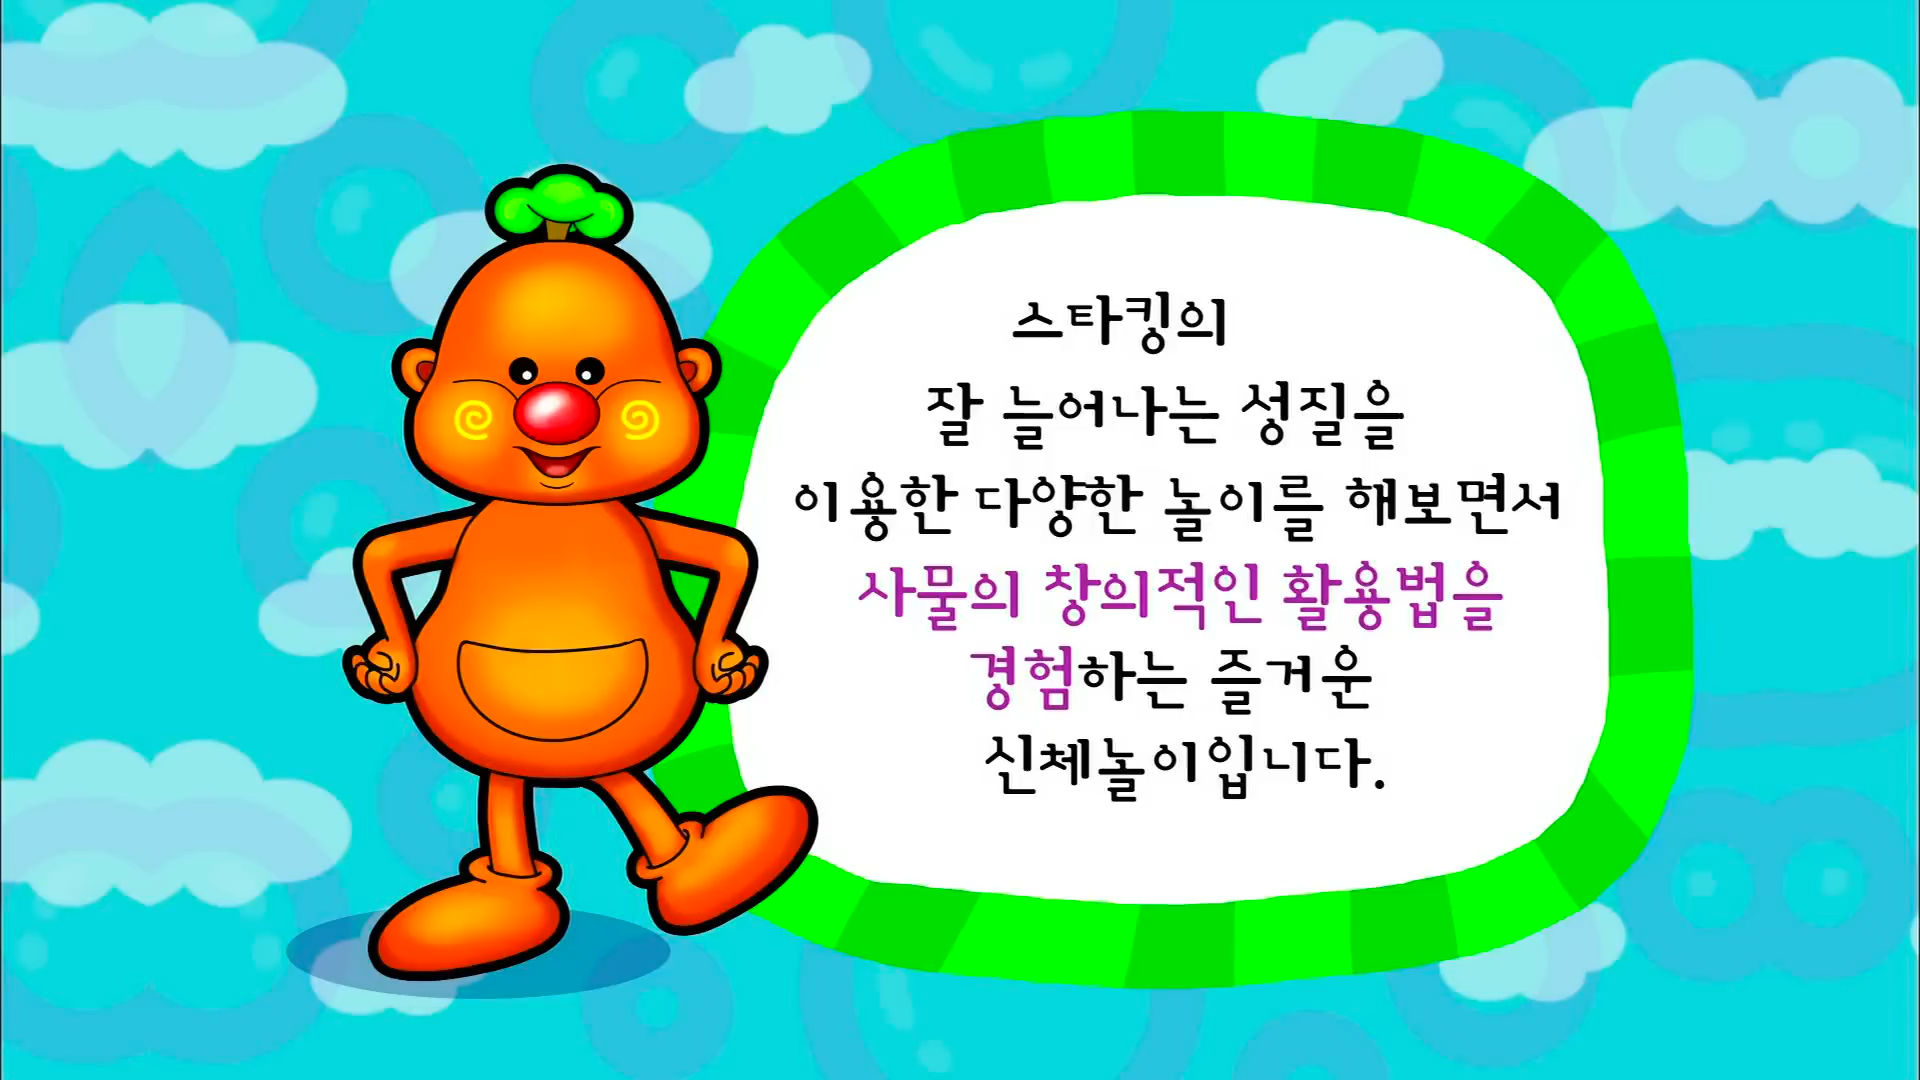 스타킹의
잘 늘어나는 성질을
이용한 다양한 놀이를 해보면서
사물의 창의적인 활용법을
경험하는 즐거운
신체놀이입니다.